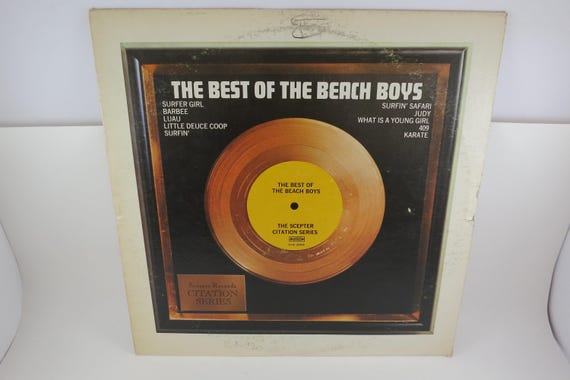 THE BEST OF THE BEACH BOYS
SURFER GIRL
BARBEE
LUAU
LITTLE DEUCE COOP
SURFIN'
SURFIN' SAFARI
JUDY
WHAT IS A YOUNG GIRL
409
KARATE
THE BEST OF
THE BEACH BOYS
THE SCEPTER
CITATION SERIES
Scepter Records
CITATION
SERIES